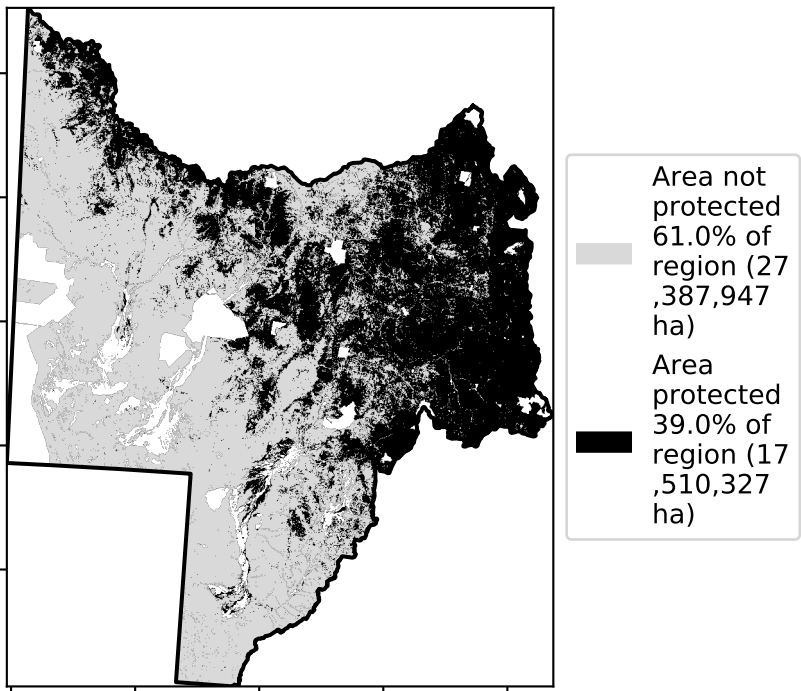 Area not
protected
61.0% of
region (27
,387,947
ha)
Area
protected
39.0% of
region (17
,510,327
ha)